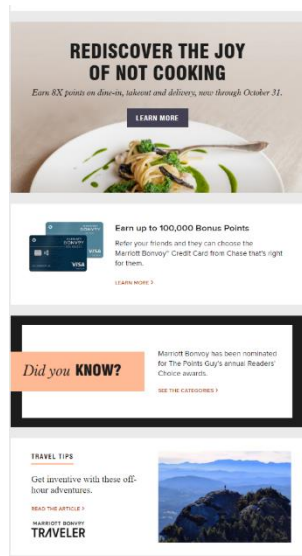 REDISCOVER THE JOY
OF NOT COOKING
Earn 8X points on dine-in, takeout and delivery, now through October 31.
LEARN MORE
Earn up to 100,000 Bonus Points
Refer your friends and they can choose the
Marriott Bonvoy® Credit Card from Chase that's right
for them.
LEARN MORE ›
BONVOY
VISA
VISA
Did you KNOW?
Marriott Bonvoy has been nominated
for The Points Guy's annual Readers'
Choice awards.
SEE THE CATEGORIES ›
TRAVEL TIPS
Get inventive with these off-
hour adventures.
READ THE ARTICLE ›
MARRIOTT BONVOY
TRAVELER